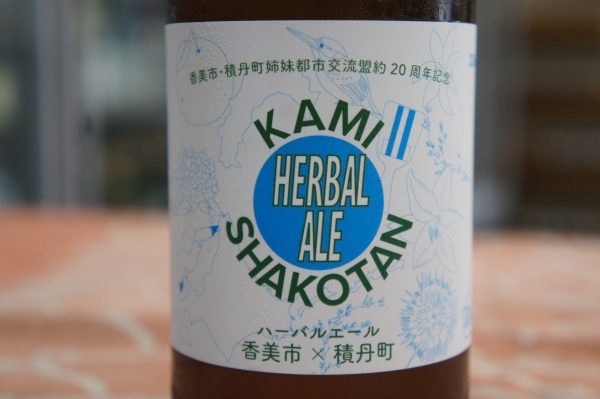 香美市・積丹町姉妹都市交流盟約20周年記念
KAMI
HERBAL
ALE
SHAKOTAN
ハーバルエール
香美市×積丹町